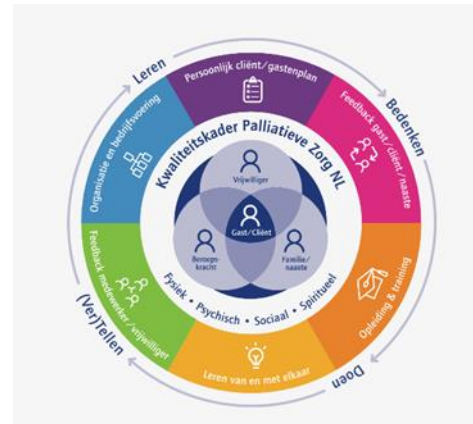 Leren
Bedenken
Doen
(Ver)Tellen
Persoonlijk cliënt/gastenplan
Feedback gast/cliënt/naaste
Opleiding & training
Leren van en met elkaar
Feedback medewerker/vrijwilliger
Organisatie en bedrijfsvoering
Kwaliteitskader Palliatieve Zorg NL
Vrijwilliger
Gast/Cliënt
Beroeps-
kracht
Familie/
naaste
Fysiek • Psychisch • Sociaal • Spiritueel